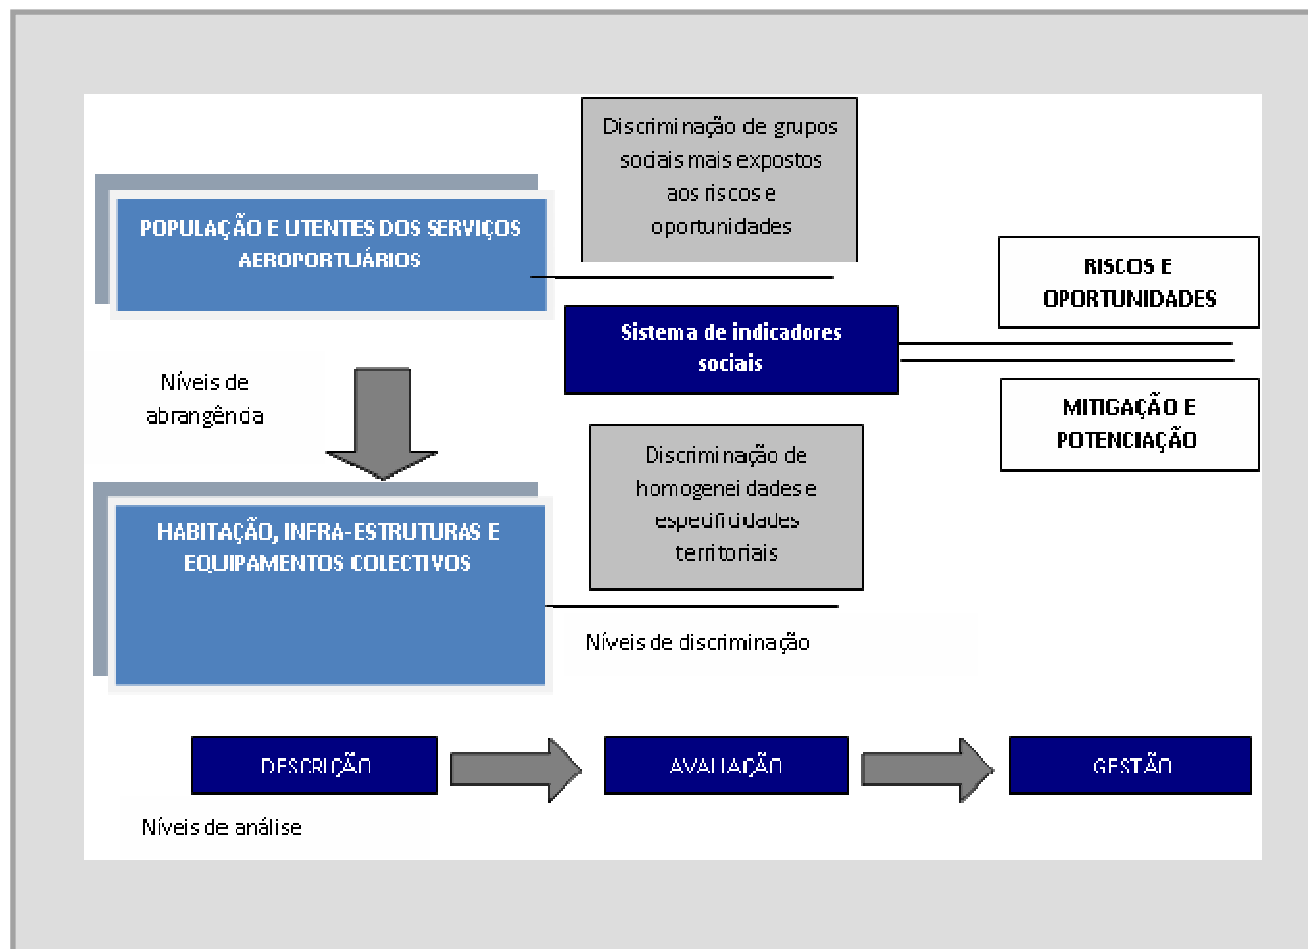 Discriminação de grupos
sociais mais expostos
aos riscos e
oportunidades
POPULAÇÃO E UTENTES DOS SERVIÇOS
AEROPORTUÁRIOS
RISCOS E
OPORTUNIDADES
Sistema de indicadores
sociais
Níveis de
abrangência
MITIGAÇÃO E
POTENCIAÇÃO
Discriminação de
homogeneidades e
especificidades
territoriais
HABITAÇÃO, INFRA-ESTRUTURAS E
EQUIPAMENTOS COLECTIVOS
Níveis de discriminação
DESCRIÇÃO
AVALIAÇÃO
GESTÃO
Níveis de análise